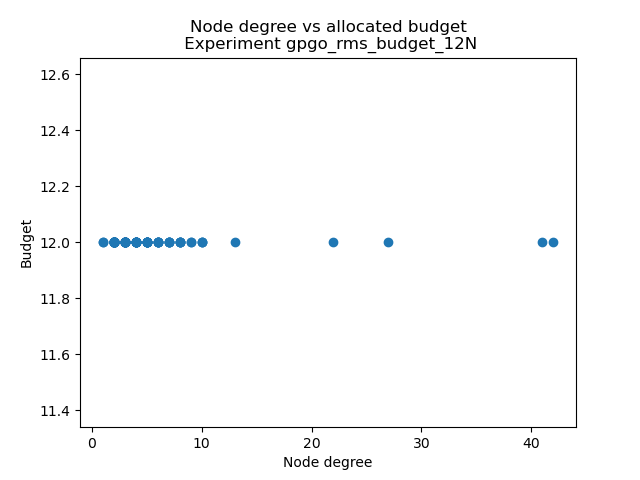 Node degree vs allocated budget
Experiment gpgo_rms_budget_12N
12.6
12.4
12.2
12.0
11.8
11.6
11.4
Budget
0 10 20 30 40
Node degree